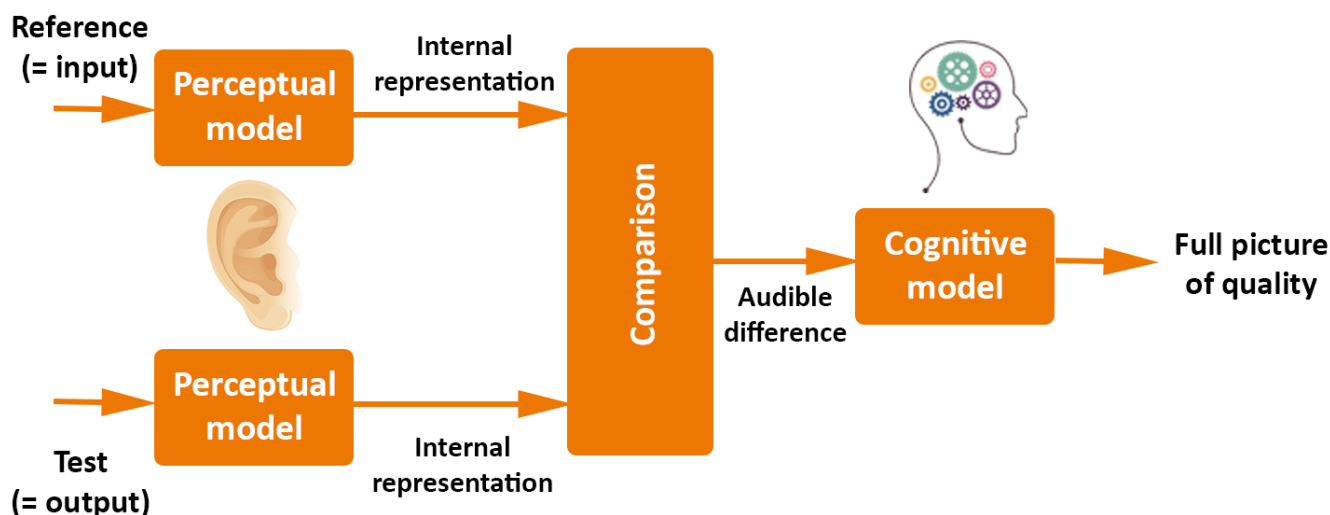 Reference
(= input)
Perceptual
model
Internal
representation
Comparison
Audible
difference
Cognitive
model
Full picture
of quality
Perceptual
model
Internal
representation
Test
(= output)